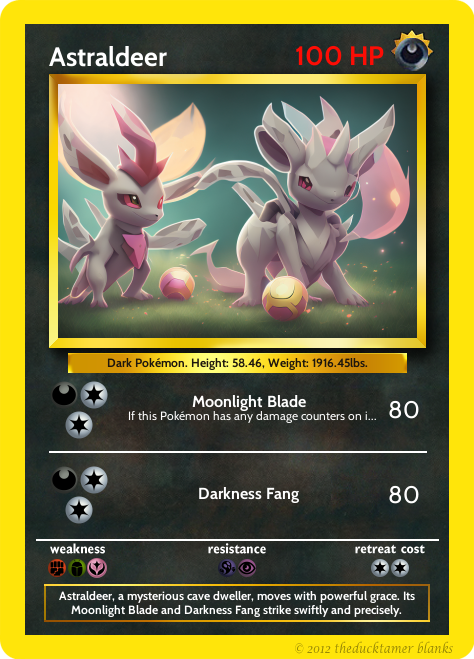 Astraldeer 100 HP
Dark Pokémon. Height: 58.46, Weight: 1916.45lbs.
Moonlight Blade
If this Pokémon has any damage counters on i... 80
Darkness Fang 80
weakness resistance retreat cost
Astraldeer, a mysterious cave dweller, moves with powerful grace. Its
Moonlight Blade and Darkness Fang strike swiftly and precisely.
© 2012 theducktamer blanks